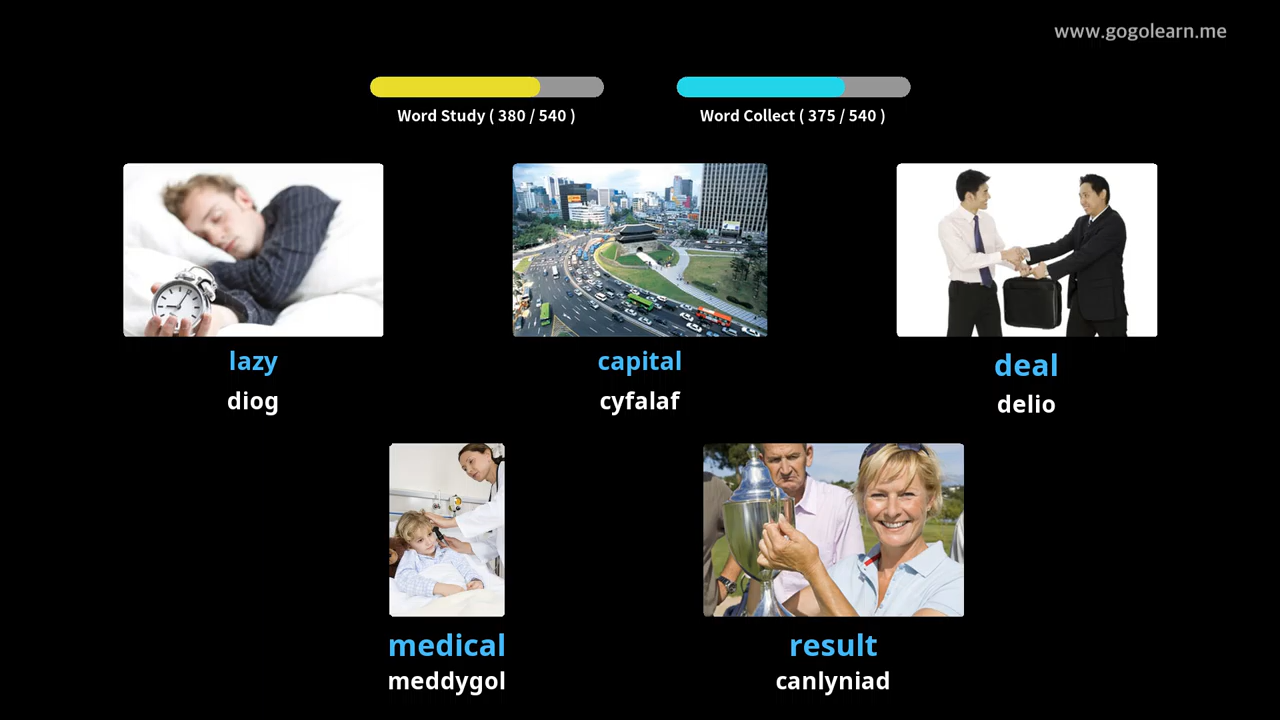 www.gogolearn.me
Word Study ( 380 / 540 )
Word Collect ( 375 / 540 )
lazy
diog
capital
cyfalaf
deal
delio
medical
meddygol
result
canlyniad